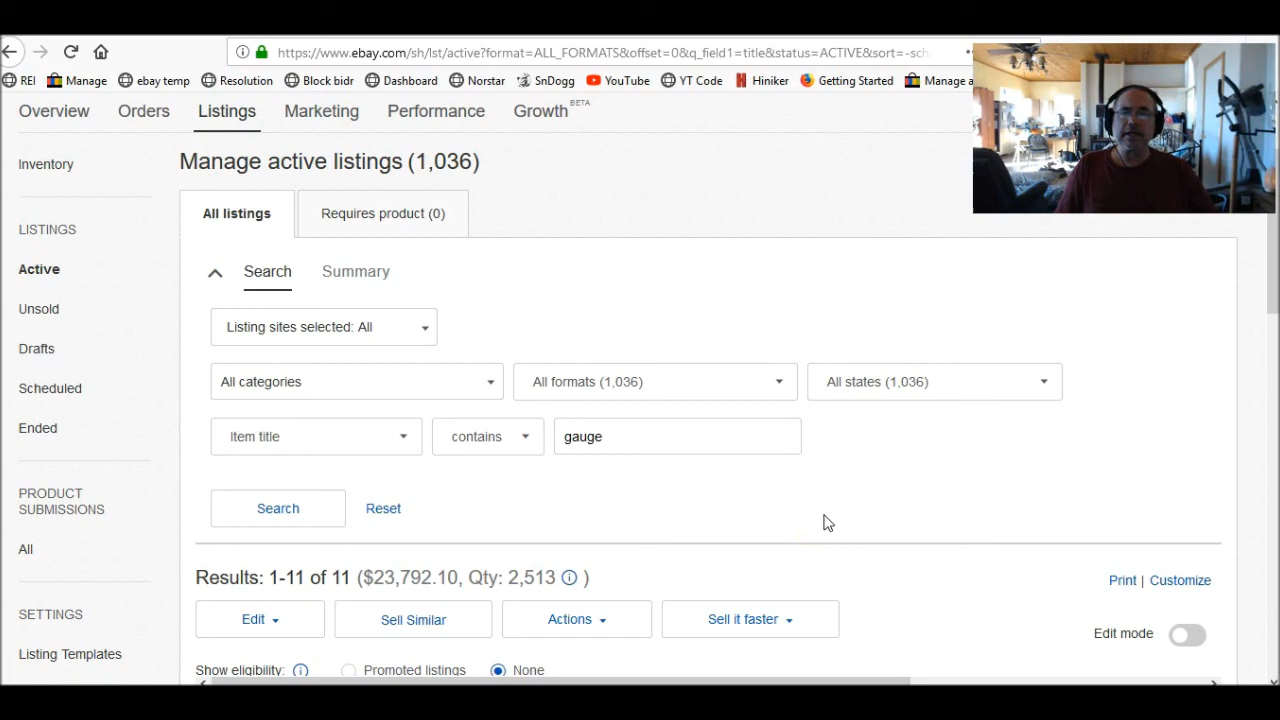 https://www.ebay.com/sh/lst/active?format=ALL_FORMATS&offset=0&q_field1=title&status=ACTIVE&sort=-sch
REI Manage ebay temp Resolution Block bidr Dashboard Norstar SnDogg YouTube YT Code Hiniker Getting Started Manage a
Overview Orders Listings Marketing Performance Growth BETA
Inventory
LISTINGS
Active
Unsold
Drafts
Scheduled
Ended
PRODUCT
SUBMISSIONS
All
SETTINGS
Listing Templates
Manage active listings (1,036)
All listings Requires product (0)
Search Summary
Listing sites selected: All
All categories All formats (1,036) All states (1,036)
Item title contains gauge
Search Reset
Results: 1-11 of 11 ($23,792.10, Qty: 2,513 )
Print | Customize
Edit Sell Similar Actions Sell it faster
Edit mode
Show eligibility: Promoted listings None